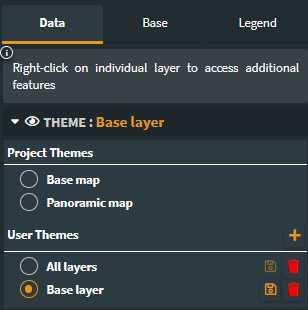 Data Base Legend
Right-click on individual layer to access additional
features
THEME : Base layer
Project Themes
Base map
Panoramic map
User Themes
All layers
Base layer